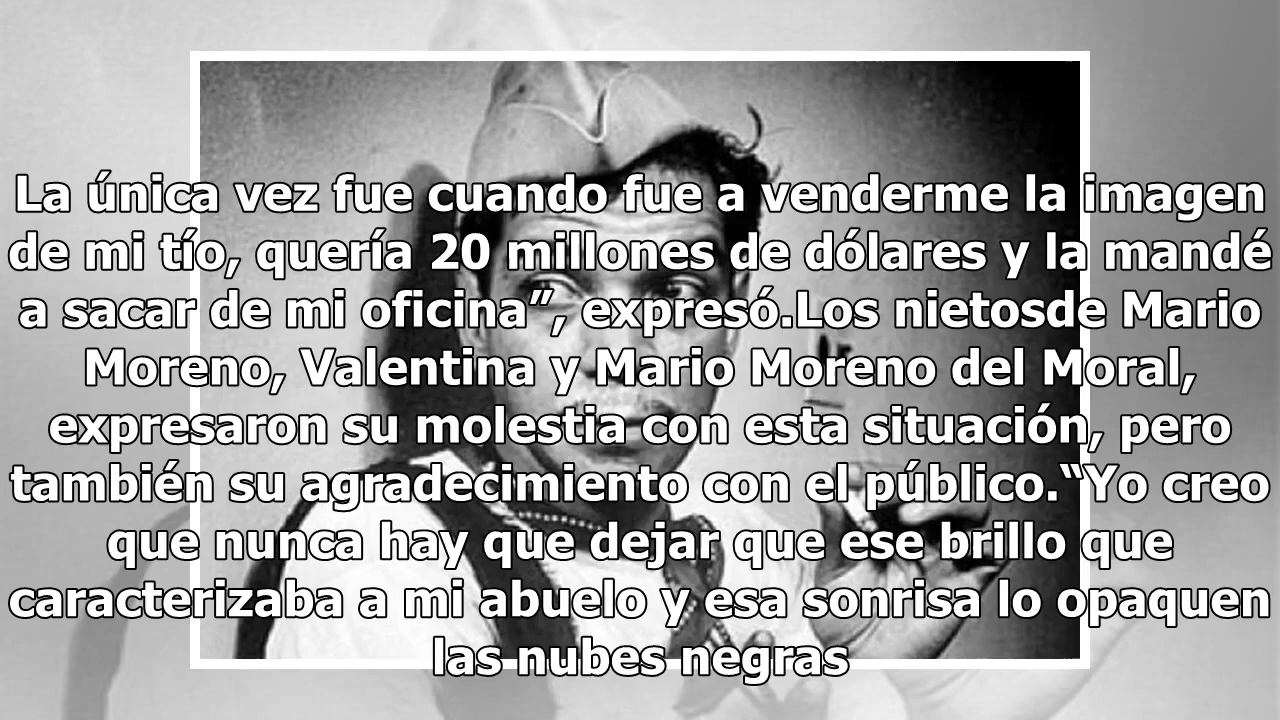 La única vez fue cuando fue a venderme la imagen
de mi tío, quería 20 millones de dólares y la mandé
a sacar de mi oficina”, expresó.Los nietosde Mario
Moreno, Valentina y Mario Moreno del Moral,
expresaron su molestia con esta situación, pero
también su agradecimiento con el público.“Yo creo
que nunca hay que dejar que ese brillo que
caracterizaba a mi abuelo y esa sonrisa lo opaquen
las nubes negras